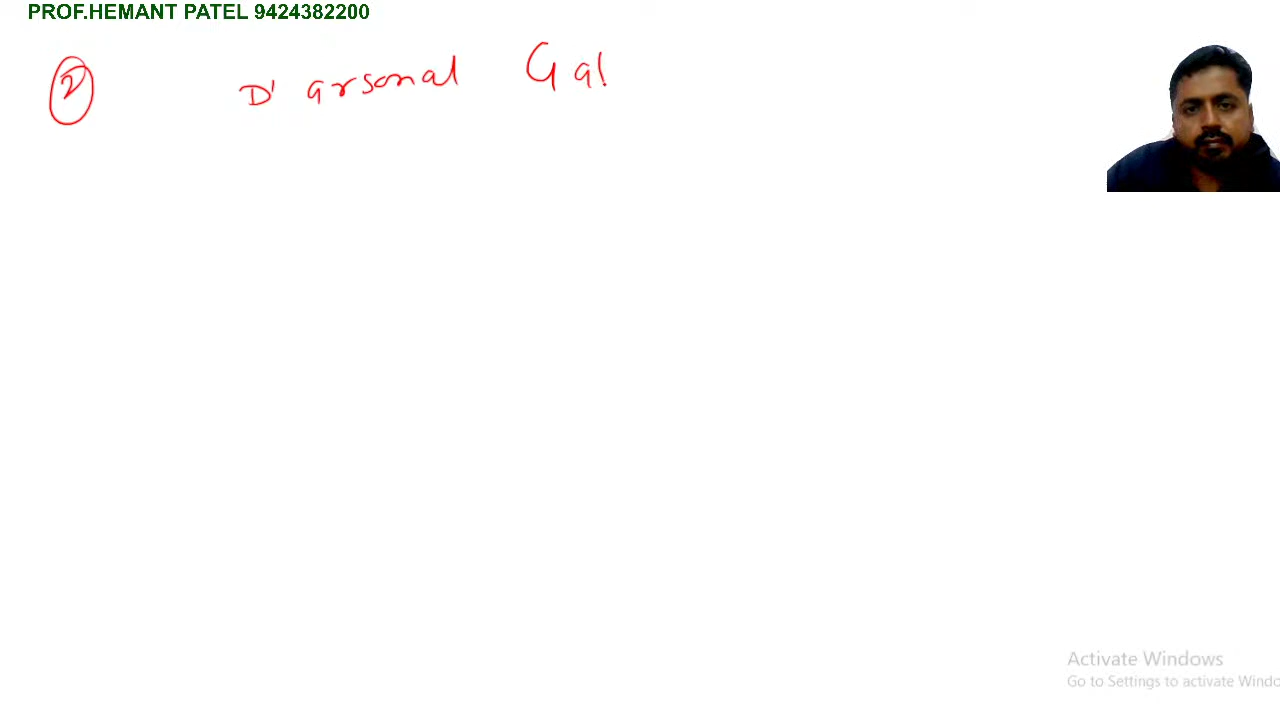 PROF.HEMANT PATEL 9424382200
② D' arsonal Gal
Activate Windows
Go to Settings to activate Windo